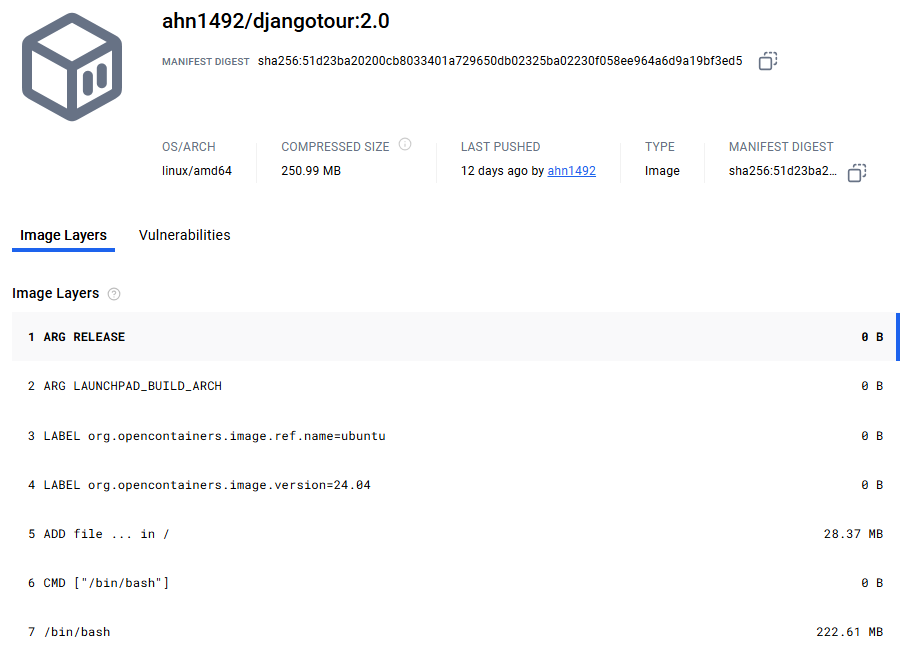 ahn1492/djangotour:2.0
MANIFEST DIGEST sha256:51d23ba20200cb8033401a729650db02325ba02230f058ee964a6d9a19bf3ed5
OS/ARCH COMPRESSED SIZE LAST PUSHED TYPE MANIFEST DIGEST
linux/amd64 250.99 MB 12 days ago by ahn1492 Image sha256:51d23ba2...
Image Layers Vulnerabilities
Image Layers ?
1 ARG RELEASE 0 B
2 ARG LAUNCHPAD_BUILD_ARCH 0 B
3 LABEL org.opencontainers.image.ref.name=ubuntu 0 B
4 LABEL org.opencontainers.image.version=24.04 0 B
5 ADD file ... in / 28.37 MB
6 CMD ["/bin/bash"] 0 B
7 /bin/bash 222.61 MB